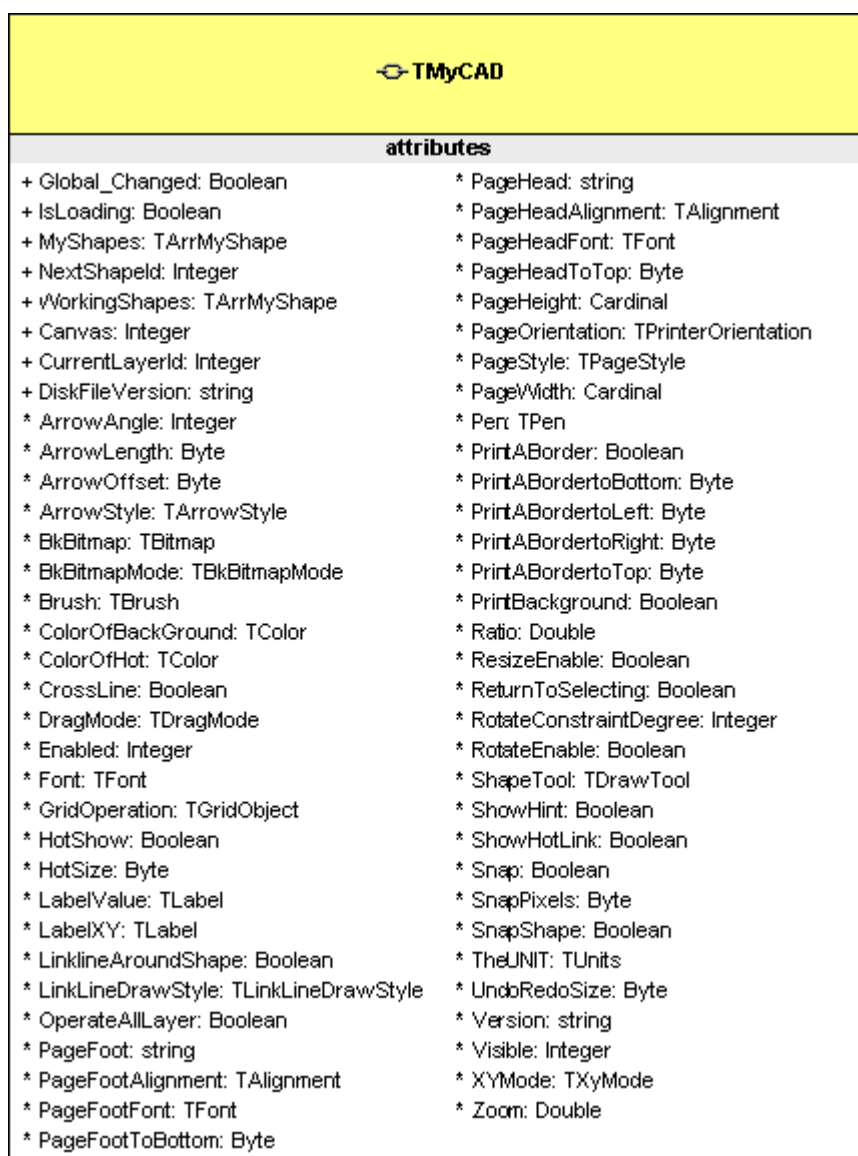 TMyCAD
attributes
+ Global_Changed: Boolean
+ IsLoading: Boolean
+ MyShapes: TArrMyShape
+ NextShapeId: Integer
+ WorkingShapes: TArrMyShape
+ Canvas: Integer
+ CurrentLayerId: Integer
+ DiskFileVersion: string
* ArrowAngle: Integer
* ArrowLength: Byte
* ArrowOffset: Byte
* ArrowStyle: TArrowStyle
* BkBitmap: TBitmap
* BkBitmapMode: TBkBitmapMode
* Brush: TBrush
* ColorOfBackGround: TColor
* ColorOfHot: TColor
* CrossLine: Boolean
* DragMode: TDragMode
* Enabled: Integer
* Font: TFont
* GridOperation: TGridObject
* HotShow: Boolean
* HotSize: Byte
* LabelValue: TLabel
* LabelXY: TLabel
* LinklineAroundShape: Boolean
* LinkLineDrawStyle: TLinkLineDrawStyle
* OperateAllLayer: Boolean
* PageFoot: string
* PageFootAlignment: TAlignment
* PageFootFont: TFont
* PageFootToBottom: Byte
* PageHead: string
* PageHeadAlignment: TAlignment
* PageHeadFont: TFont
* PageHeadToTop: Byte
* PageHeight: Cardinal
* PageOrientation: TPrinterOrientation
* PageStyle: TPageStyle
* PageWidth: Cardinal
* Pen: TPen
* PrintABorder: Boolean
* PrintABordertoBottom: Byte
* PrintABordertoLeft: Byte
* PrintABordertoRight: Byte
* PrintABordertoTop: Byte
* PrintBackground: Boolean
* Ratio: Double
* ResizeEnable: Boolean
* ReturnToSelecting: Boolean
* RotateConstraintDegree: Integer
* RotateEnable: Boolean
* ShapeTool: TDrawTool
* ShowHint: Boolean
* ShowHotLink: Boolean
* Snap: Boolean
* SnapPixels: Byte
* SnapShape: Boolean
* TheUNIT: TUnits
* UndoRedoSize: Byte
* Version: string
* Visible: Integer
* XYMode: TXyMode
* Zoom: Double